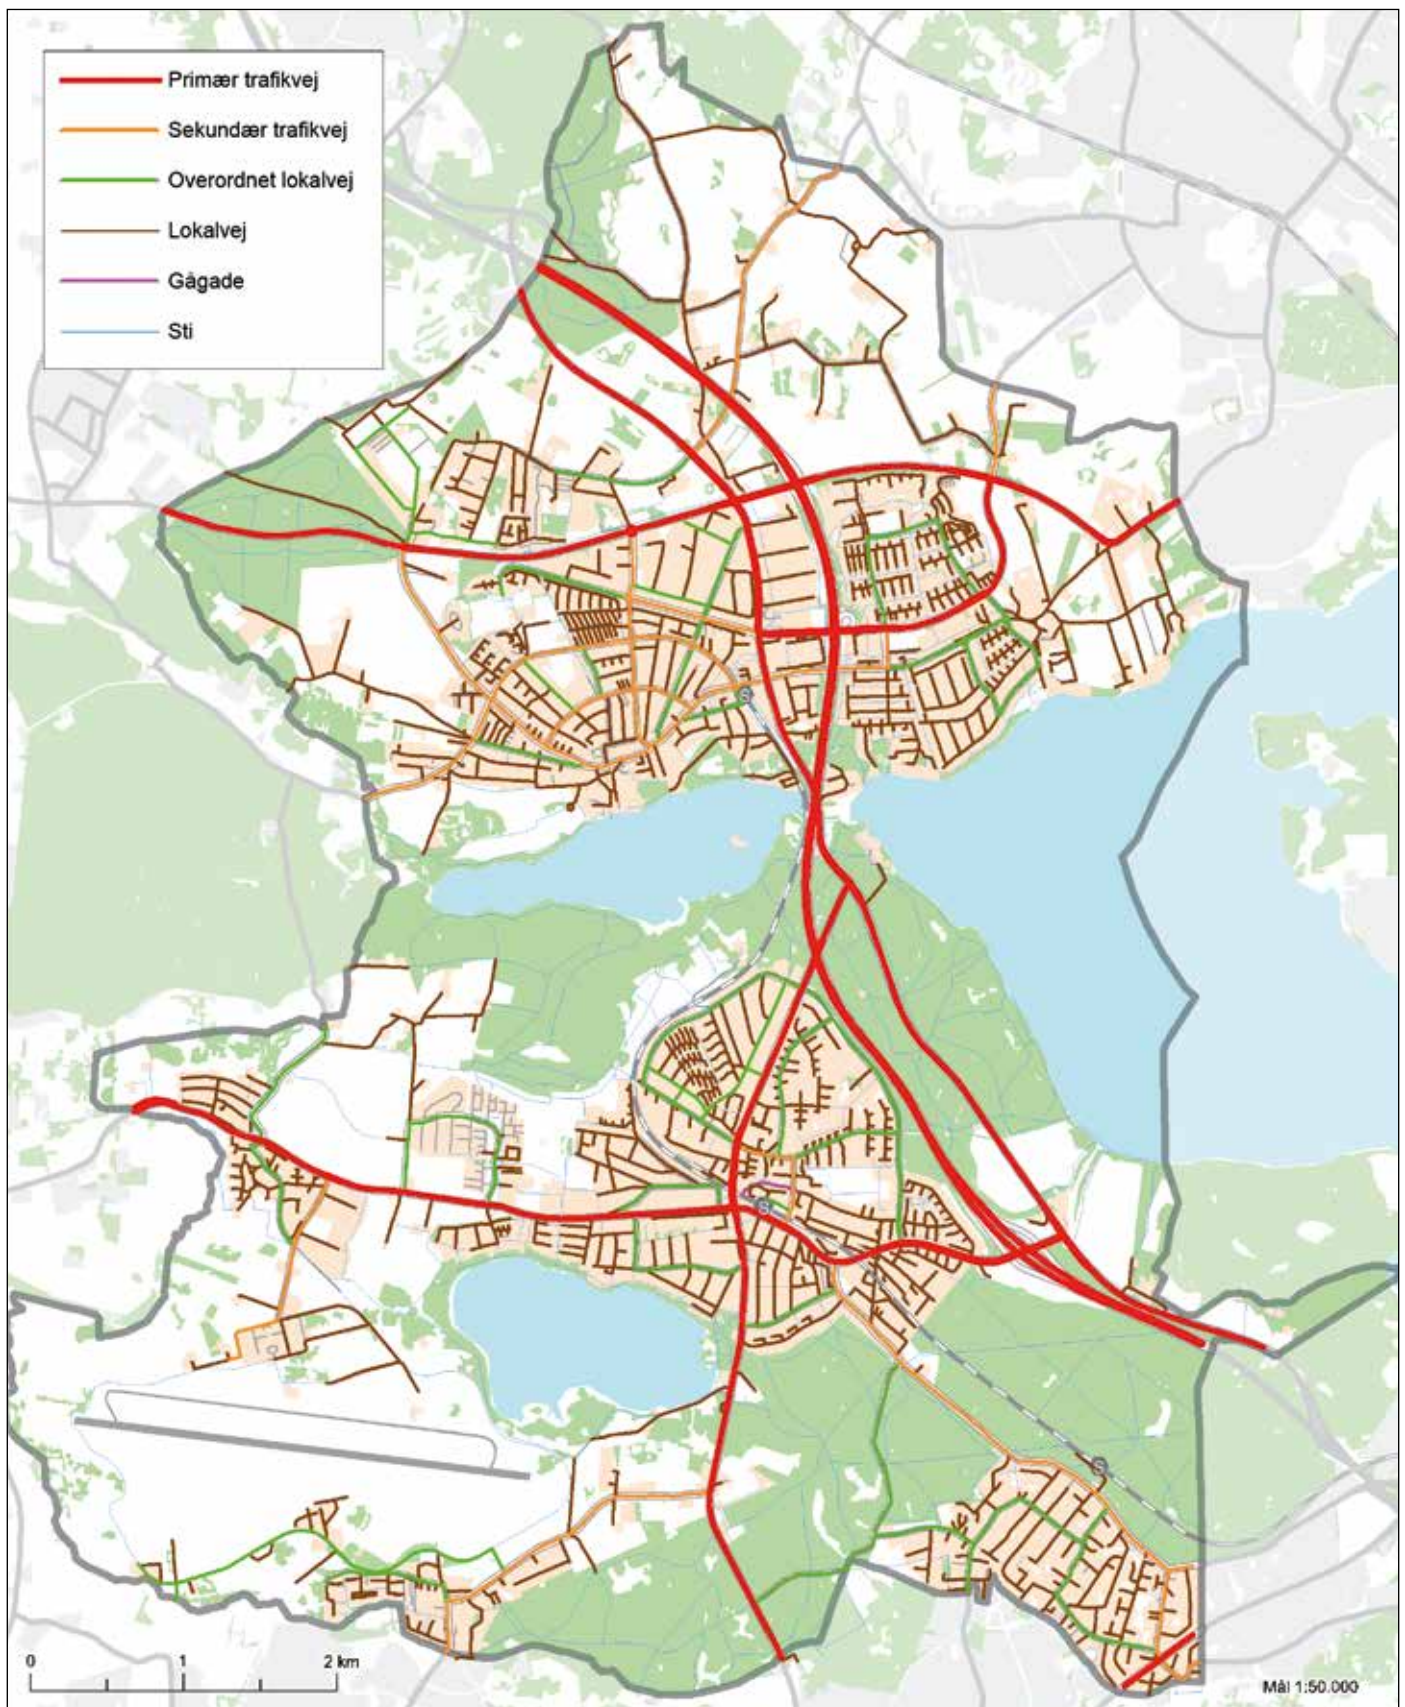 Primær trafikvej
Sekundær trafikvej
Overordnet lokalvej
Lokalvej
Gågade
Sti
S
S
S
0 1 2 km
Mål 1:50.000